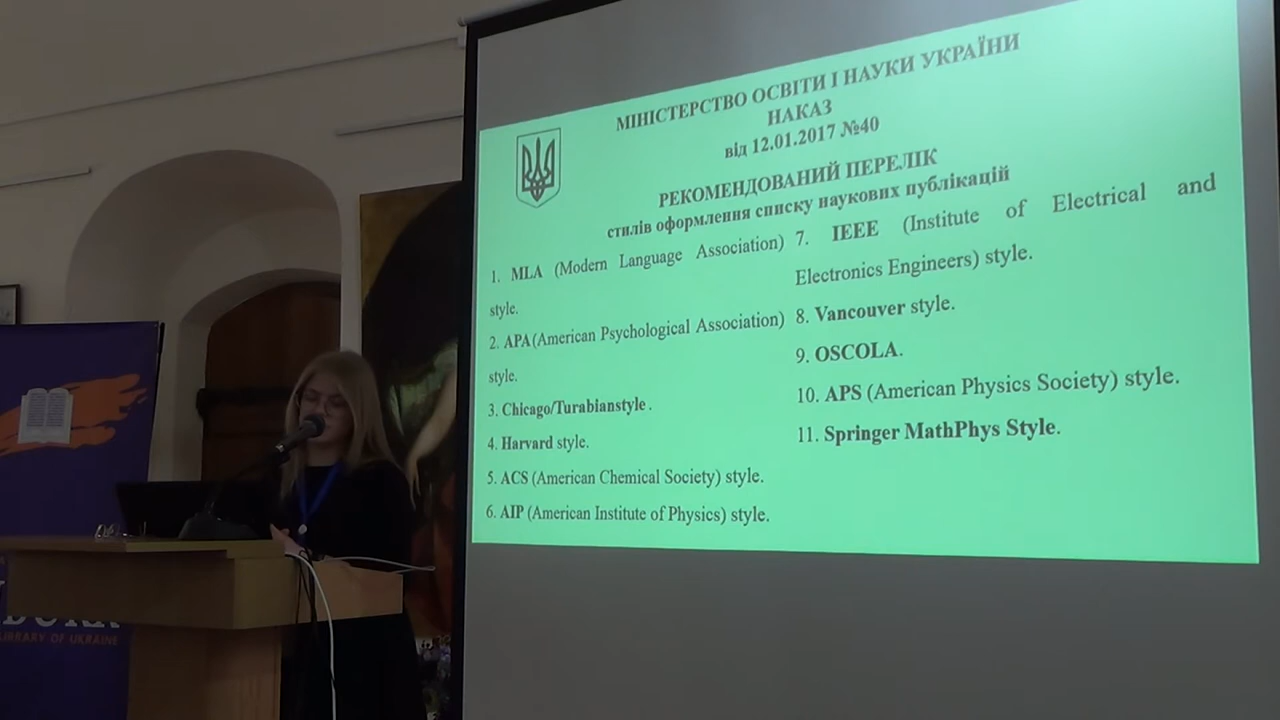 МІНІСТЕРСТВО ОСВІТИ І НАУКИ УКРАЇНИ
НАКАЗ
від 12.01.2017 №40
РЕКОМЕНДОВАНИЙ ПЕРЕЛІК
стилів оформлення списку наукових публікацій
1. MLA (Modern Language Association)
style.
2. APA(American Psychological Association)
style.
3. Chicago/Turabianstyle .
4. Harvard style.
5. ACS (American Chemical Society) style.
6. AIP (American Institute of Physics) style.
7. IEEE (Institute of Electrical and
Electronics Engineers) style.
8. Vancouver style.
9. OSCOLA.
10. APS (American Physics Society) style.
11. Springer MathPhys Style.
LIBRARY OF UKRAINE